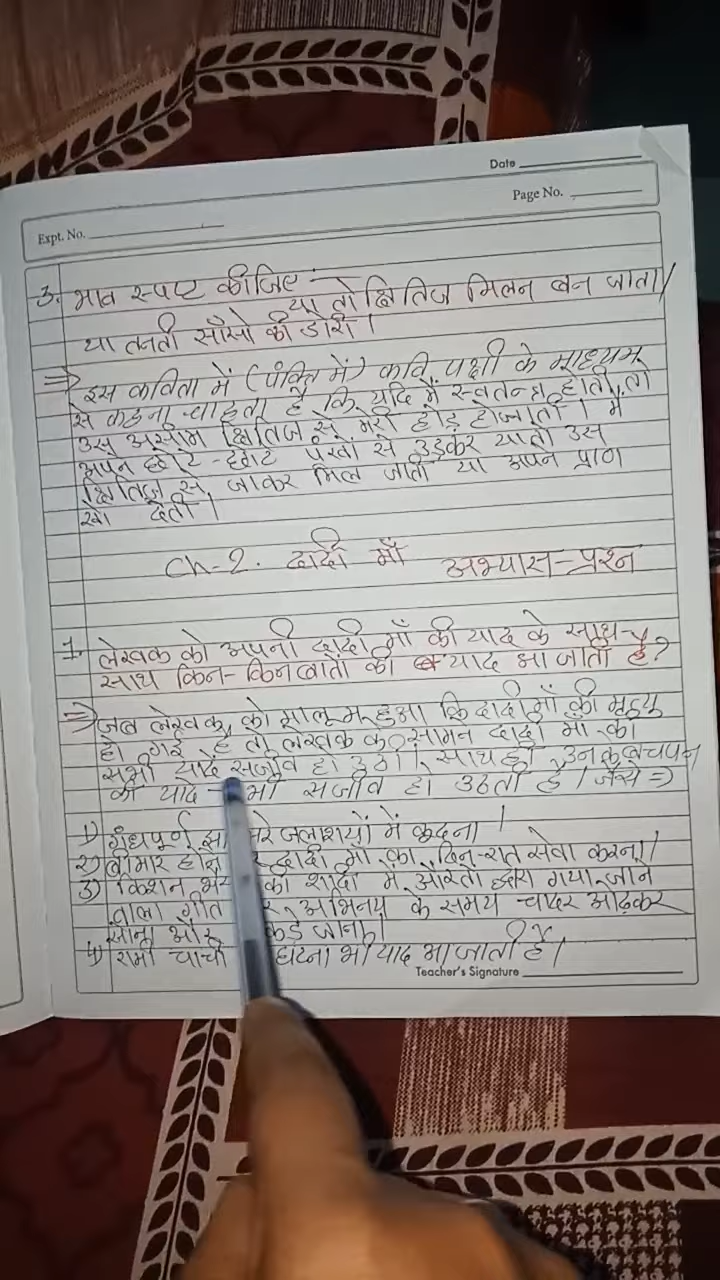 Date
Page No.
Expt. No.
3. भाव स्पष्ट कीजिए –
या तो क्षितिज मिलन बन जाता/
या तनती साँसों की डोरी।
=> इस कविता में (पंक्ति में) कवि पक्षी के माध्यम
से कहना चाहता है कि यदि मैं स्वतन्त्र होती, तो
उस असीम क्षितिज से मेरी होड़ हो जाती। मैं
अपने छोटे-छोटे पंखों से उड़कर या तो उस
क्षितिज से जाकर मिल जाती या अपने प्राण
खो देती।
Ch-2. दादी माँ अभ्यास-प्रश्न
1. लेखक को अपनी दादी माँ की याद के साथ-
साथ किन-किन बातों की याद आ जाती है?
=> जब लेखक को मालूम हुआ कि दादी माँ की मृत्यु
हो गई है तो लेखक के सामने दादी माँ की
सभी यादें सजीव हो उठी। साथ ही उनके बचपन
की याद भी सजीव हो उठती है। जैसे =>
1) गंधपूर्ण जलाशयों में कूदना।
2) बीमार होने दादी माँ का दिन-रात सेवा करना।
3) किशन की शादी में औरतों द्वारा गाया जाने
वाला गीत अभिनय के समय चादर ओढ़कर
सोना और जाना।
4) रामी चाची घटना भी याद आ जाती है।
Teacher's Signature